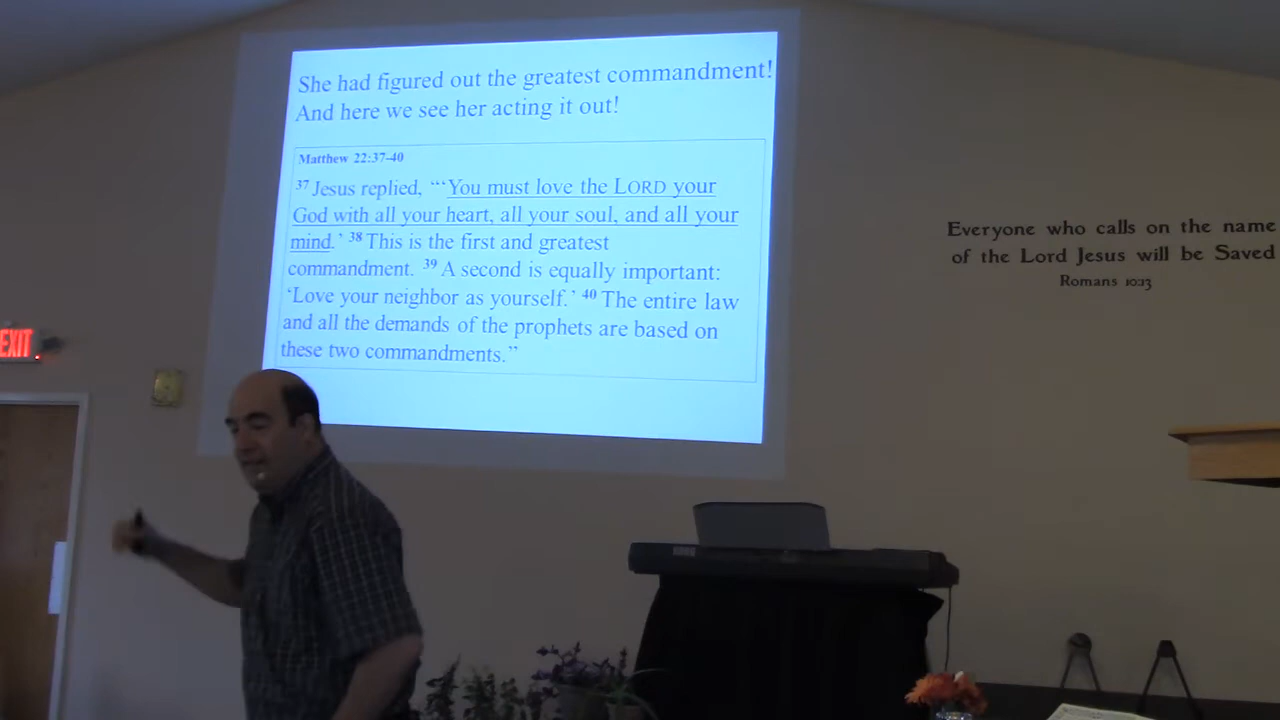 She had figured out the greatest commandment!
And here we see her acting it out!
Matthew 22:37-40
37 Jesus replied, “‘You must love the LORD your
God with all your heart, all your soul, and all your
mind.’ 38 This is the first and greatest
commandment. 39 A second is equally important:
‘Love your neighbor as yourself.’ 40 The entire law
and all the demands of the prophets are based on
these two commandments.”
Everyone who calls on the name
of the Lord Jesus will be Saved
Romans 10:13
EXIT
KORG